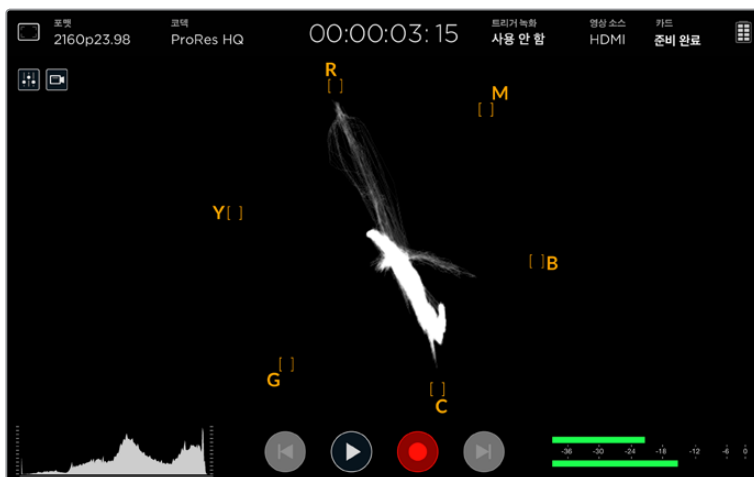 포맷
2160p23.98
코덱
ProRes HQ
00:00:03:15
트리거 녹화
사용 안 함
영상 소스
HDMI
카드
준비 완료
R
M
Y
B
G
C
-36 -30 -24 -18 -12 -6 0